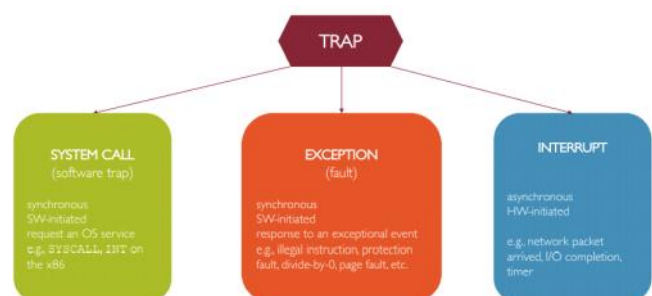 TRAP
SYSTEM CALL
(software trap)
synchronous
SW-initiated
request an OS service
e.g., SYSCALL, INT on
the x86
EXCEPTION
(fault)
synchronous
SW-initiated
response to an exceptional event
e.g., illegal instruction, protection
fault, divide-by-0, page fault, etc.
INTERRUPT
asynchronous
HW-initiated
e.g., network packet
arrived, I/O completion,
timer